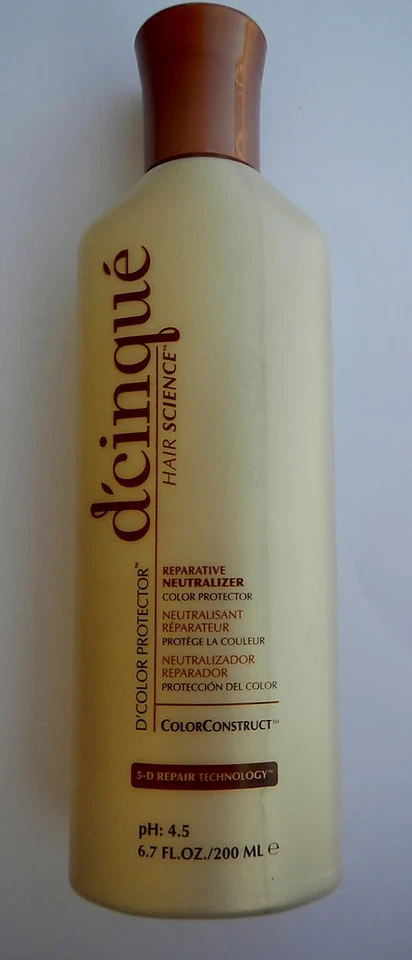 d'cinqué
HAIR SCIENCE™
D'COLOR PROTECTOR™
REPARATIVE
NEUTRALIZER
COLOR PROTECTOR
NEUTRALISANT
RÉPARATEUR
PROTÈGE LA COULEUR
NEUTRALIZADOR
REPARADOR
PROTECCIÓN DEL COLOR
COLORCONSTRUCT™
5-D REPAIR TECHNOLOGY™
pH: 4.5
6.7 FL.OZ./200 ML ℮